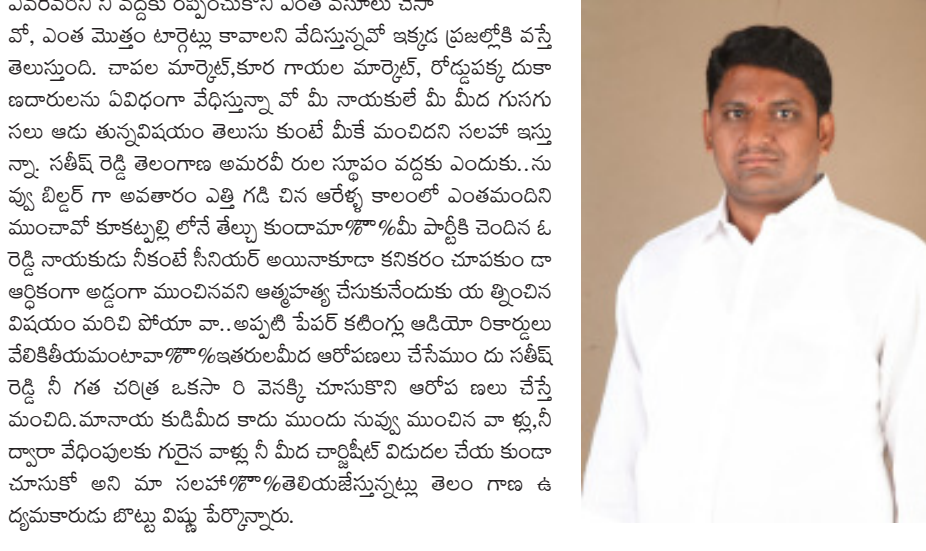 ఎవరెవరిని నీ వద్దకు రప్పించుకొని ఎంత వసూలు చేసా
వో, ఎంత మొత్తం టార్గెట్లు కావాలని వేదిస్తున్నవో ఇక్కడ ప్రజల్లోకి వస్తే
తెలుస్తుంది. చాపల మార్కెట్,కూర గాయల మార్కెట్, రోడ్డుపక్క దుకా
ణదారులను ఏవిధంగా వేధిస్తున్నా వో మీ నాయకులే మీ మీద గుసగు
సలు ఆడు తున్నవిషయం తెలుసు కుంటే మీకే మంచిదని సలహా ఇస్తు
న్నా. సతీష్ రెడ్డి తెలంగాణ అమరవీ రుల స్థూపం వద్దకు ఎందుకు..ను
వ్వు బిల్డర్ గా అవతారం ఎత్తి గడి చిన ఆరేళ్ళ కాలంలో ఎంతమందిని
ముంచావో కూకట్పల్లి లోనే తేల్చు కుందామా%%మీ పార్టీకి చెందిన ఓ
రెడ్డి నాయకుడు నీకంటే సీనియర్ అయినాకూడా కనికరం చూపకుం డా
ఆర్ధికంగా అడ్డంగా ముంచినవని ఆత్మహత్య చేసుకునేందుకు య త్నించిన
విషయం మరిచి పోయా వా..అప్పటి పేపర్ కటింగ్లు ఆడియో రికార్డులు
వేలికితీయమంటావా%%ఇతరులమీద ఆరోపణలు చేసేముం దు సతీష్
రెడ్డి నీ గత చరిత్ర ఒకసా రి వెనక్కి చూసుకొని ఆరోప ణలు చేస్తే
మంచిది.మానాయ కుడిమీద కాదు ముందు నువ్వు ముంచిన వా ళ్లు,నీ
ద్వారా వేధింపులకు గురైన వాళ్లు నీ మీద చార్జిషీట్ విడుదల చేయ కుండా
చూసుకో అని మా సలహా%%తెలియజేస్తున్నట్లు తెలం గాణ ఉ
ద్యమకారుడు బొట్టు విష్ణు పేర్కొన్నారు.